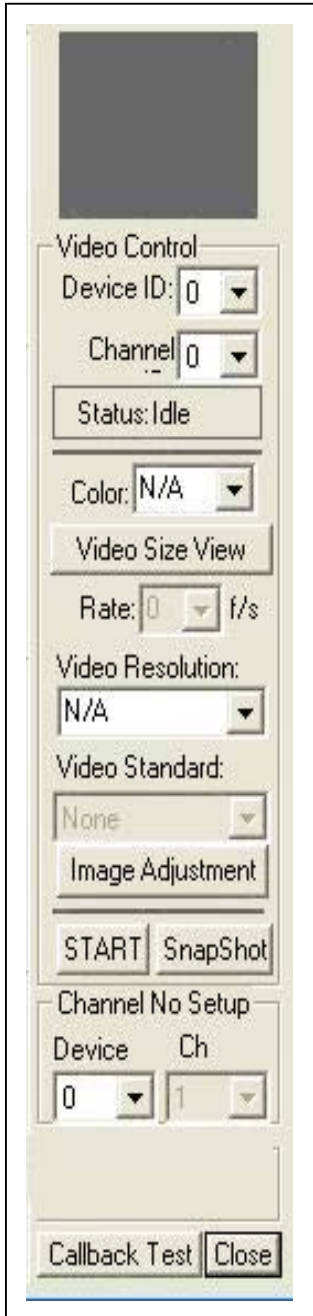 Video Control
Device ID: 0
Channel 0
Status: Idle
Color: N/A
Video Size View
Rate: 0 f/s
Video Resolution:
N/A
Video Standard:
None
Image Adjustment
START SnapShot
Channel No Setup
Device Ch
0 1
Callback Test Close